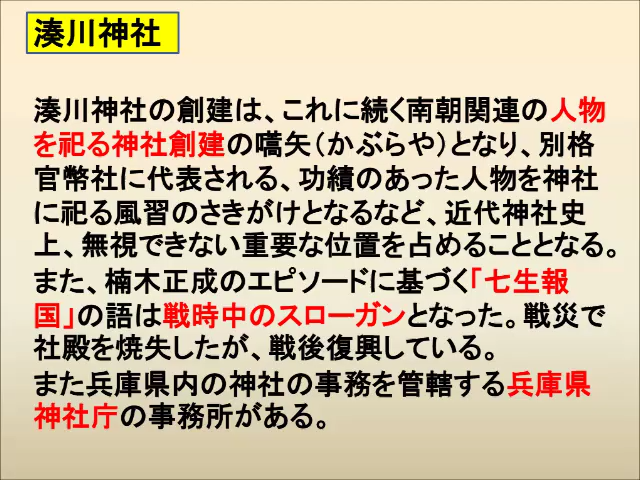 湊川神社
湊川神社の創建は、これに続く南朝関連の人物
を祀る神社創建の嚆矢（かぶらや）となり、別格
官幣社に代表される、功績のあった人物を神社
に祀る風習のさきがけとなるなど、近代神社史
上、無視できない重要な位置を占めることとなる。
また、楠木正成のエピソードに基づく「七生報
国」の語は戦時中のスローガンとなった。戦災で
社殿を焼失したが、戦後復興している。
また兵庫県内の神社の事務を管轄する兵庫県
神社庁の事務所がある。